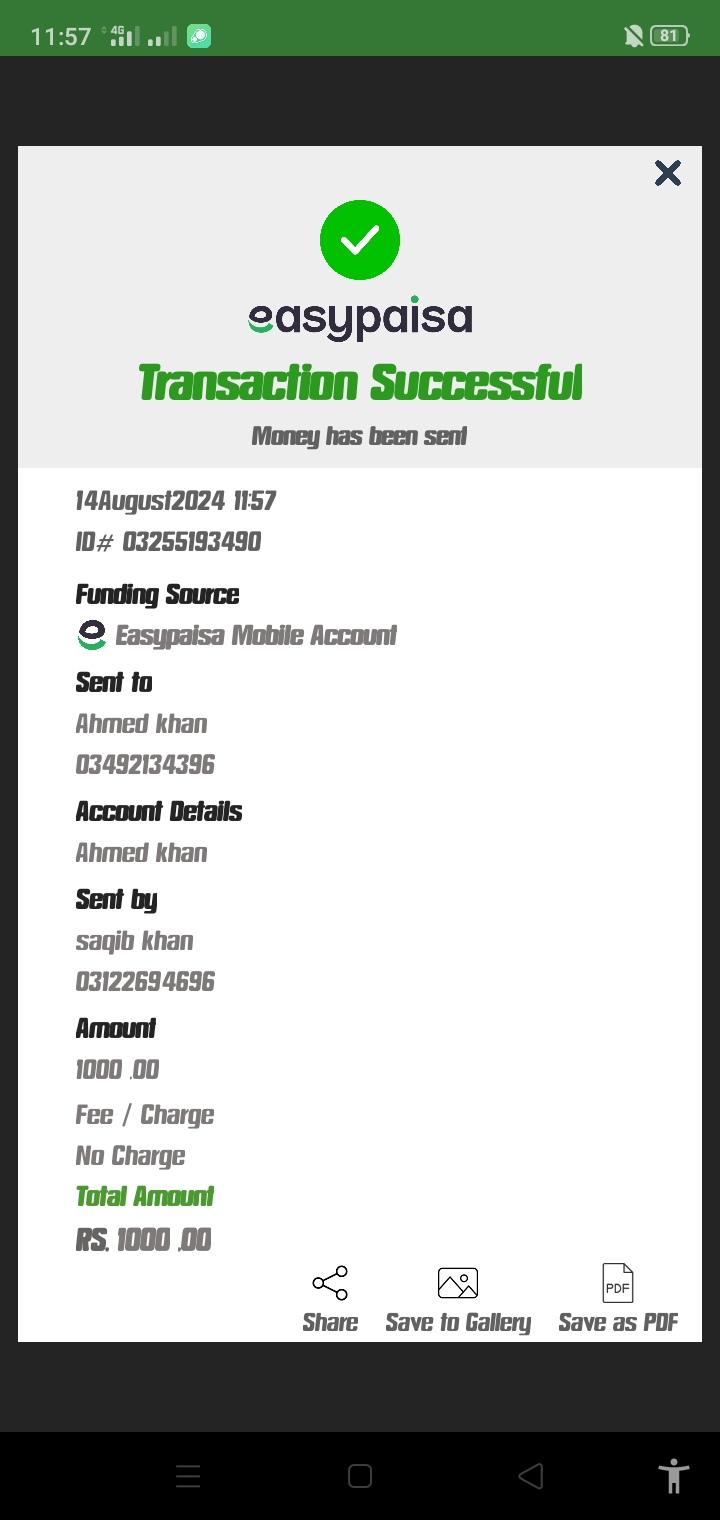 11:57 4G 81
easypaisa
Transaction Successful
Money has been sent
14August2024 11:57
ID# 03255193490
Funding Source
Easypaisa Mobile Account
Sent to
Ahmed khan
03492134396
Account Details
Ahmed khan
Sent by
saqib khan
03122694696
Amount
1000 .00
Fee / Charge
No Charge
Total Amount
RS. 1000 .00
PDF
Share Save to Gallery Save as PDF